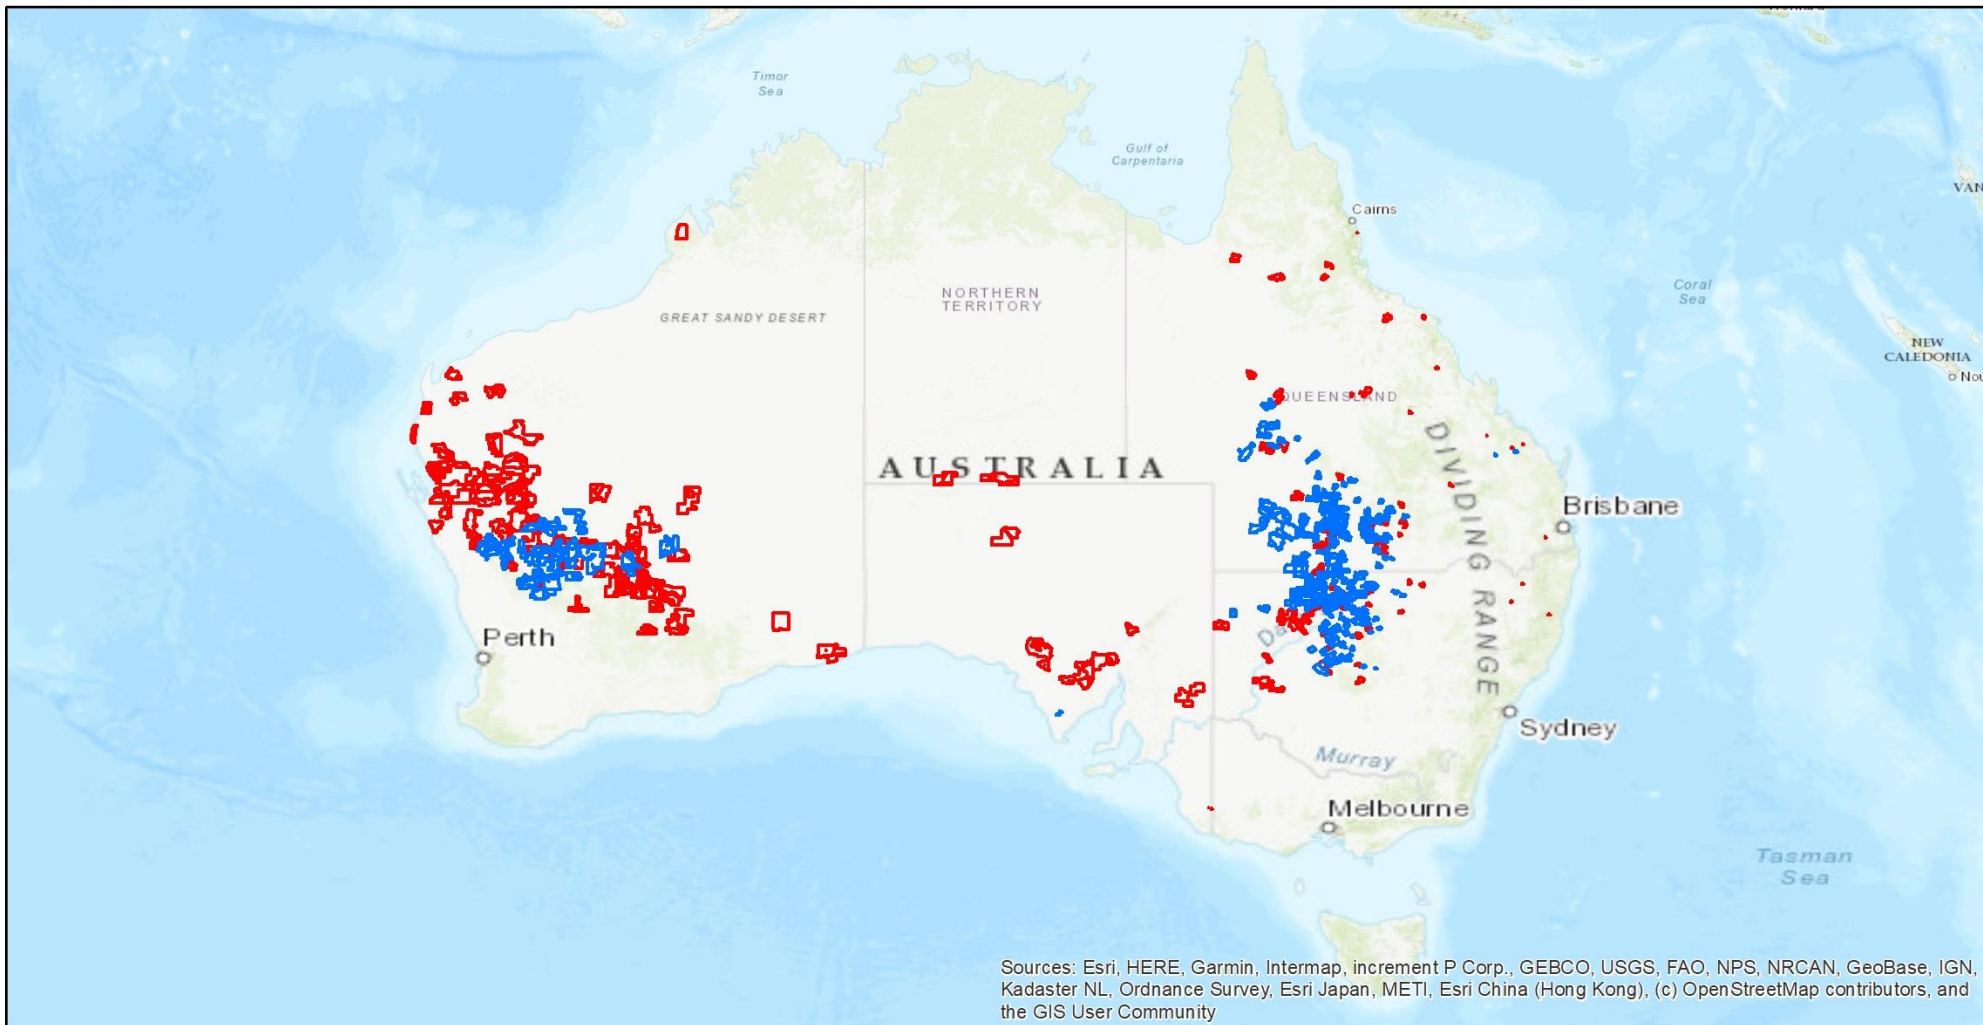 Timor
Sea
Gulf of
Carpentaria
Cairns
VAN
NORTHERN
TERRITORY
GREAT SANDY DESERT
Coral
Sea
NEW
CALEDONIA
Nou
QUEENSLAND
DIVIDING RANGE
AUSTRALIA
Brisbane
Perth
Da
Sydney
Murray
Melbourne
Tasman
Sea
Sources: Esri, HERE, Garmin, Intermap, increment P Corp., GEBCO, USGS, FAO, NPS, NRCAN, GeoBase, IGN,
Kadaster NL, Ordnance Survey, Esri Japan, METI, Esri China (Hong Kong), (c) OpenStreetMap contributors, and
the GIS User Community